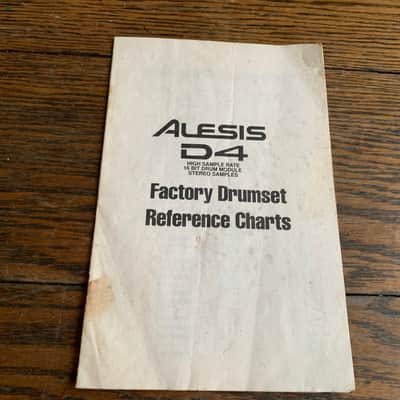 ALESIS
D4
HIGH SAMPLE RATE
16 BIT DRUM MODULE
STEREO SAMPLES
Factory Drumset
Reference Charts